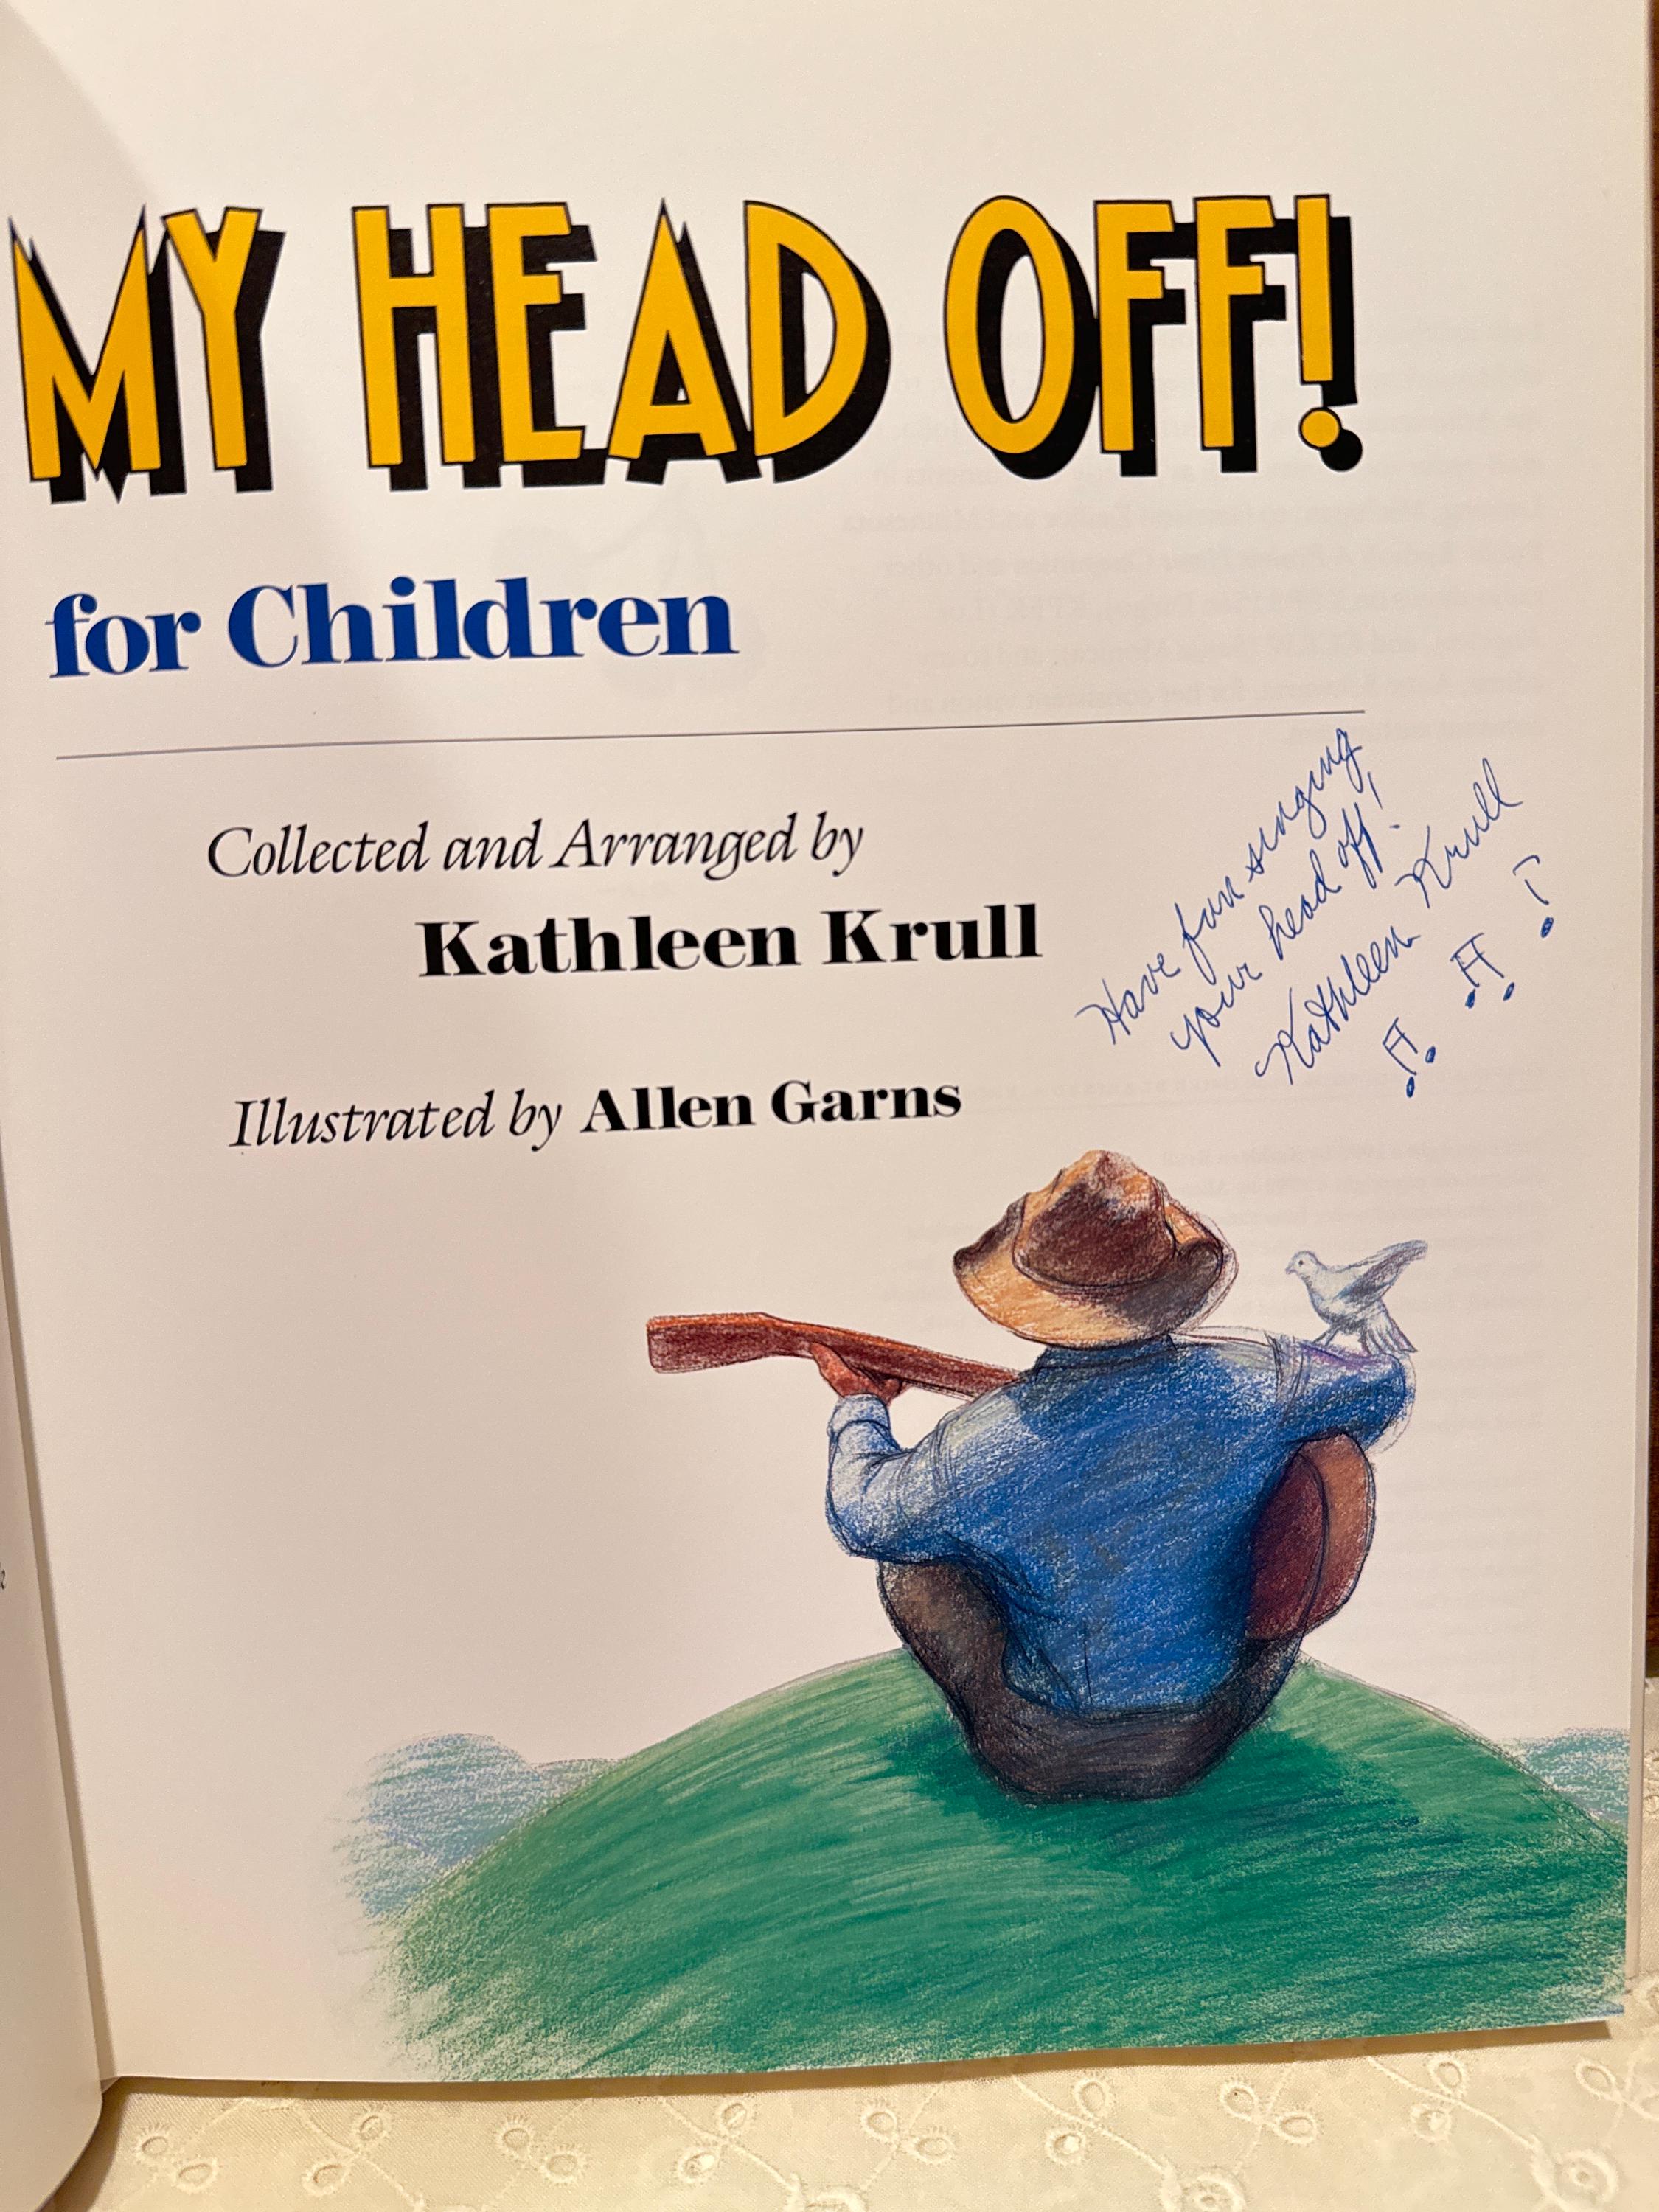 MY HEAD OFF!
for Children
Collected and Arranged by
Kathleen Krull
Illustrated by Allen Garns
Have fun singing
your head off!
Kathleen Krull